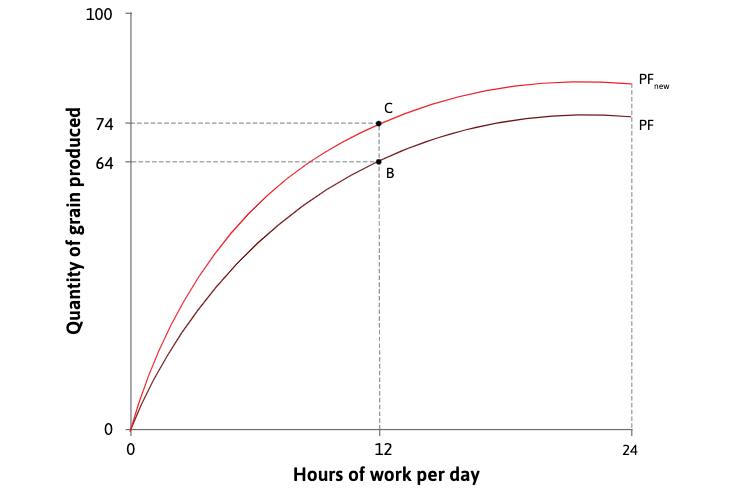 100
PFnew
C
74
PF
64
B
Quantity of grain produced
0
0
12
24
Hours of work per day